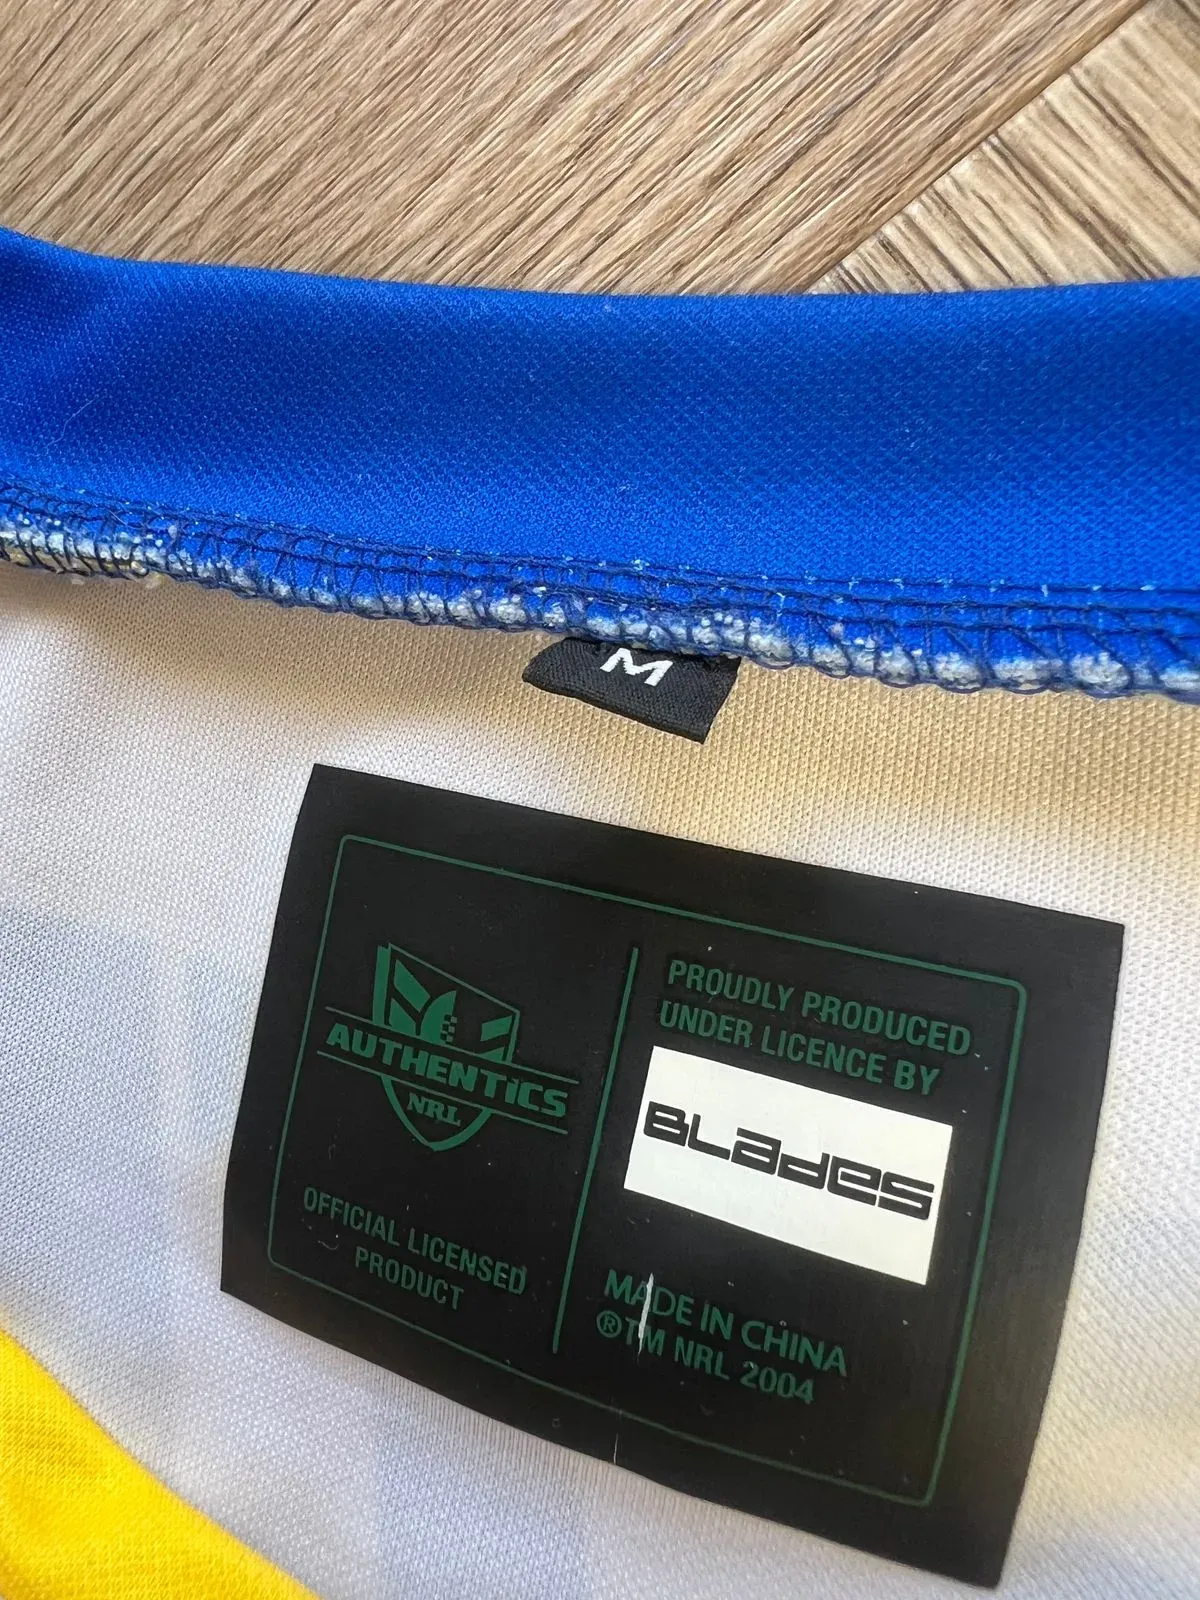 M
AUTHENTICS
NRL
OFFICIAL LICENSED
PRODUCT
PROUDLY PRODUCED
UNDER LICENCE BY
BLades
MADE IN CHINA
®TM NRL 2004